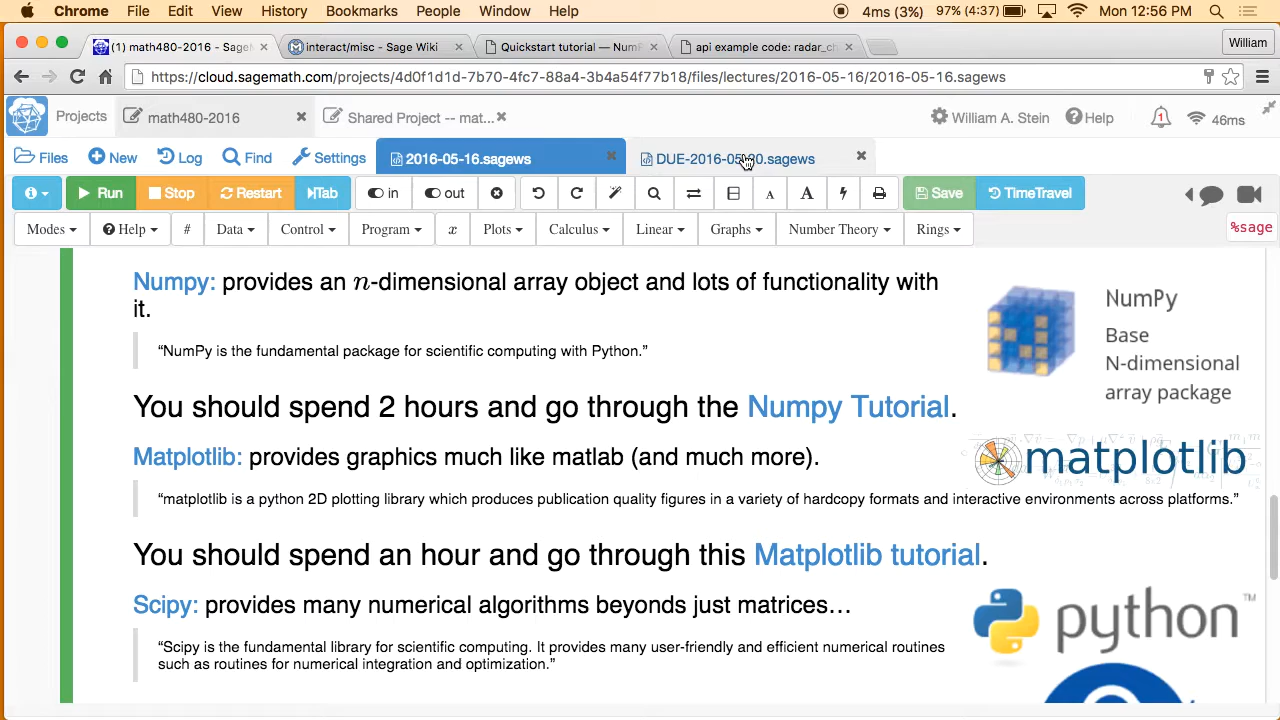 Chrome File Edit View History Bookmarks People Window Help 4ms (3%) 97% (4:37) Mon 12:56 PM
(1) math480-2016 - Sage interact/misc - Sage Wiki Quickstart tutorial — NumP api example code: radar_ch William
https://cloud.sagemath.com/projects/4d0f1d1d-7b70-4fc7-88a4-3b4a54f77b18/files/lectures/2016-05-16/2016-05-16.sagews
Projects math480-2016 Shared Project -- mat... William A. Stein Help 1 46ms
Files New Log Find Settings 2016-05-16.sagews DUE-2016-05-20.sagews
Run Stop Restart Tab in out A A Save TimeTravel
Modes Help # Data Control Program x Plots Calculus Linear Graphs Number Theory Rings %sage
Numpy: provides an n-dimensional array object and lots of functionality with
it.
“NumPy is the fundamental package for scientific computing with Python.”
NumPy
Base
N-dimensional
array package
You should spend 2 hours and go through the Numpy Tutorial.
Matplotlib: provides graphics much like matlab (and much more).
matplotlib
“matplotlib is a python 2D plotting library which produces publication quality figures in a variety of hardcopy formats and interactive environments across platforms.”
You should spend an hour and go through this Matplotlib tutorial.
Scipy: provides many numerical algorithms beyonds just matrices…
python™
“Scipy is the fundamental library for scientific computing. It provides many user-friendly and efficient numerical routines
such as routines for numerical integration and optimization.”